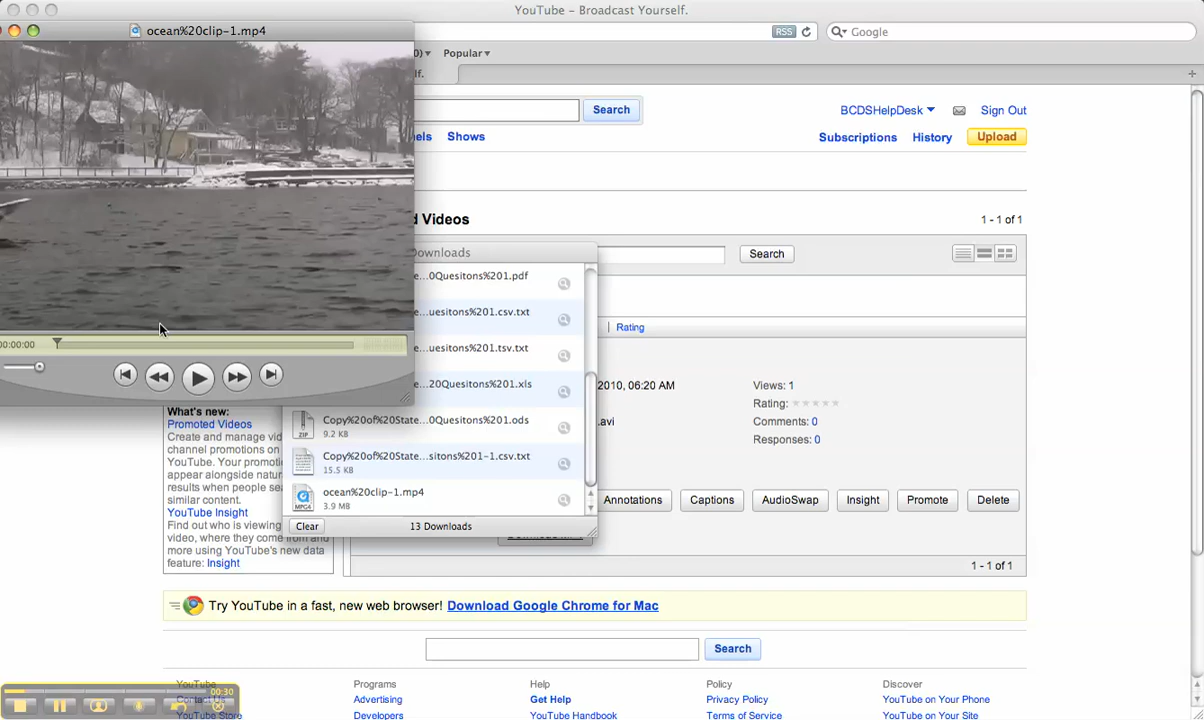 YouTube – Broadcast Yourself.
ocean%20clip-1.mp4
RSS
Google
Popular
Search
BCDSHelpDesk
Sign Out
Shows
Subscriptions
History
Upload
Videos
1 - 1 of 1
Downloads
Search
...0Quesitons%201.pdf
...uesitons%201.csv.txt
Rating
00:00:00
...uesitons%201.tsv.txt
...20Quesitons%201.xls
2010, 06:20 AM
Views: 1
Rating:
What's new:
Promoted Videos
Create and manage vid
channel promotions on
YouTube. Your promoti
appear alongside natur
results when people sea
similar content.
YouTube Insight
Find out who is viewing
video, where they come from and
more using YouTube's new data
feature: Insight
Copy%20of%20State...0Quesitons%201.ods
9.2 KB
.avi
Comments: 0
Responses: 0
Copy%20of%20State...sitons%201-1.csv.txt
15.5 KB
ocean%20clip-1.mp4
3.9 MB
Annotations
Captions
AudioSwap
Insight
Promote
Delete
Clear
13 Downloads
1 - 1 of 1
Try YouTube in a fast, new web browser! Download Google Chrome for Mac
Search
YouTube
Programs
Help
Policy
Discover
Contact Us
Advertising
Get Help
Privacy Policy
YouTube on Your Phone
YouTube Store
Developers
YouTube Handbook
Terms of Service
YouTube on Your Site
00:30